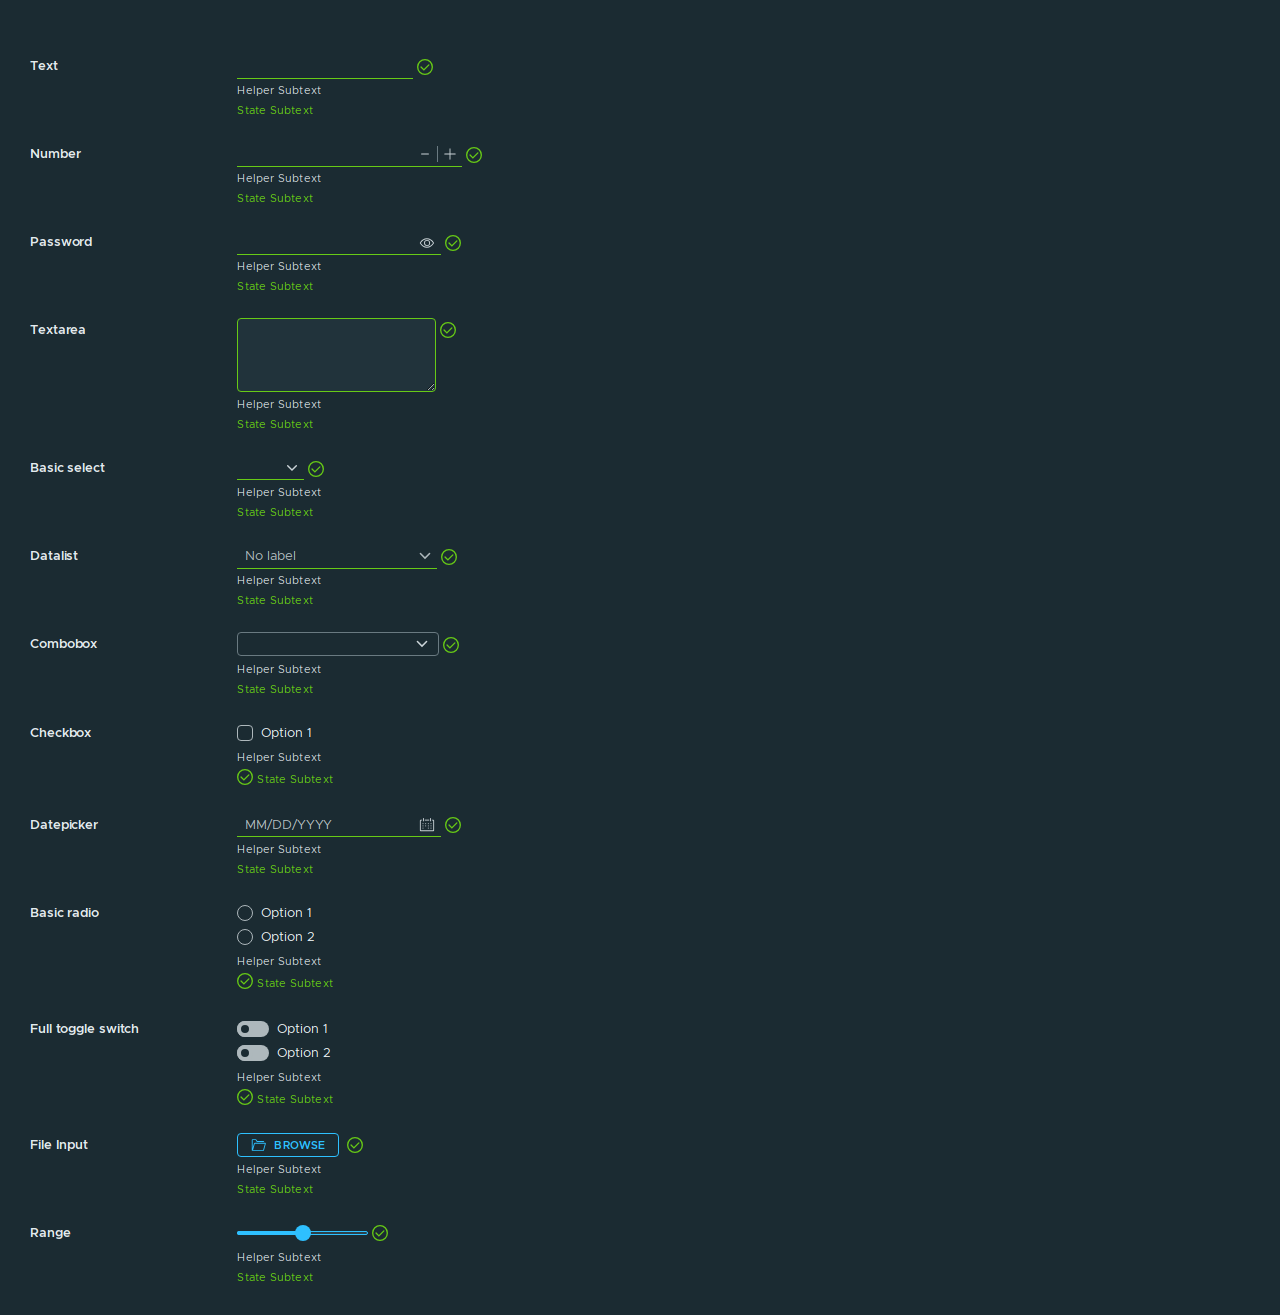 Text
Helper Subtext
State Subtext
Number
Helper Subtext
State Subtext
Password
Helper Subtext
State Subtext
Textarea
Helper Subtext
State Subtext
Basic select
Helper Subtext
State Subtext
Datalist
No label
Helper Subtext
State Subtext
Combobox
Helper Subtext
State Subtext
Checkbox
Option 1
Helper Subtext
State Subtext
Datepicker
MM/DD/YYYY
Helper Subtext
State Subtext
Basic radio
Option 1
Option 2
Helper Subtext
State Subtext
Full toggle switch
Option 1
Option 2
Helper Subtext
State Subtext
File Input
BROWSE
Helper Subtext
State Subtext
Range
Helper Subtext
State Subtext